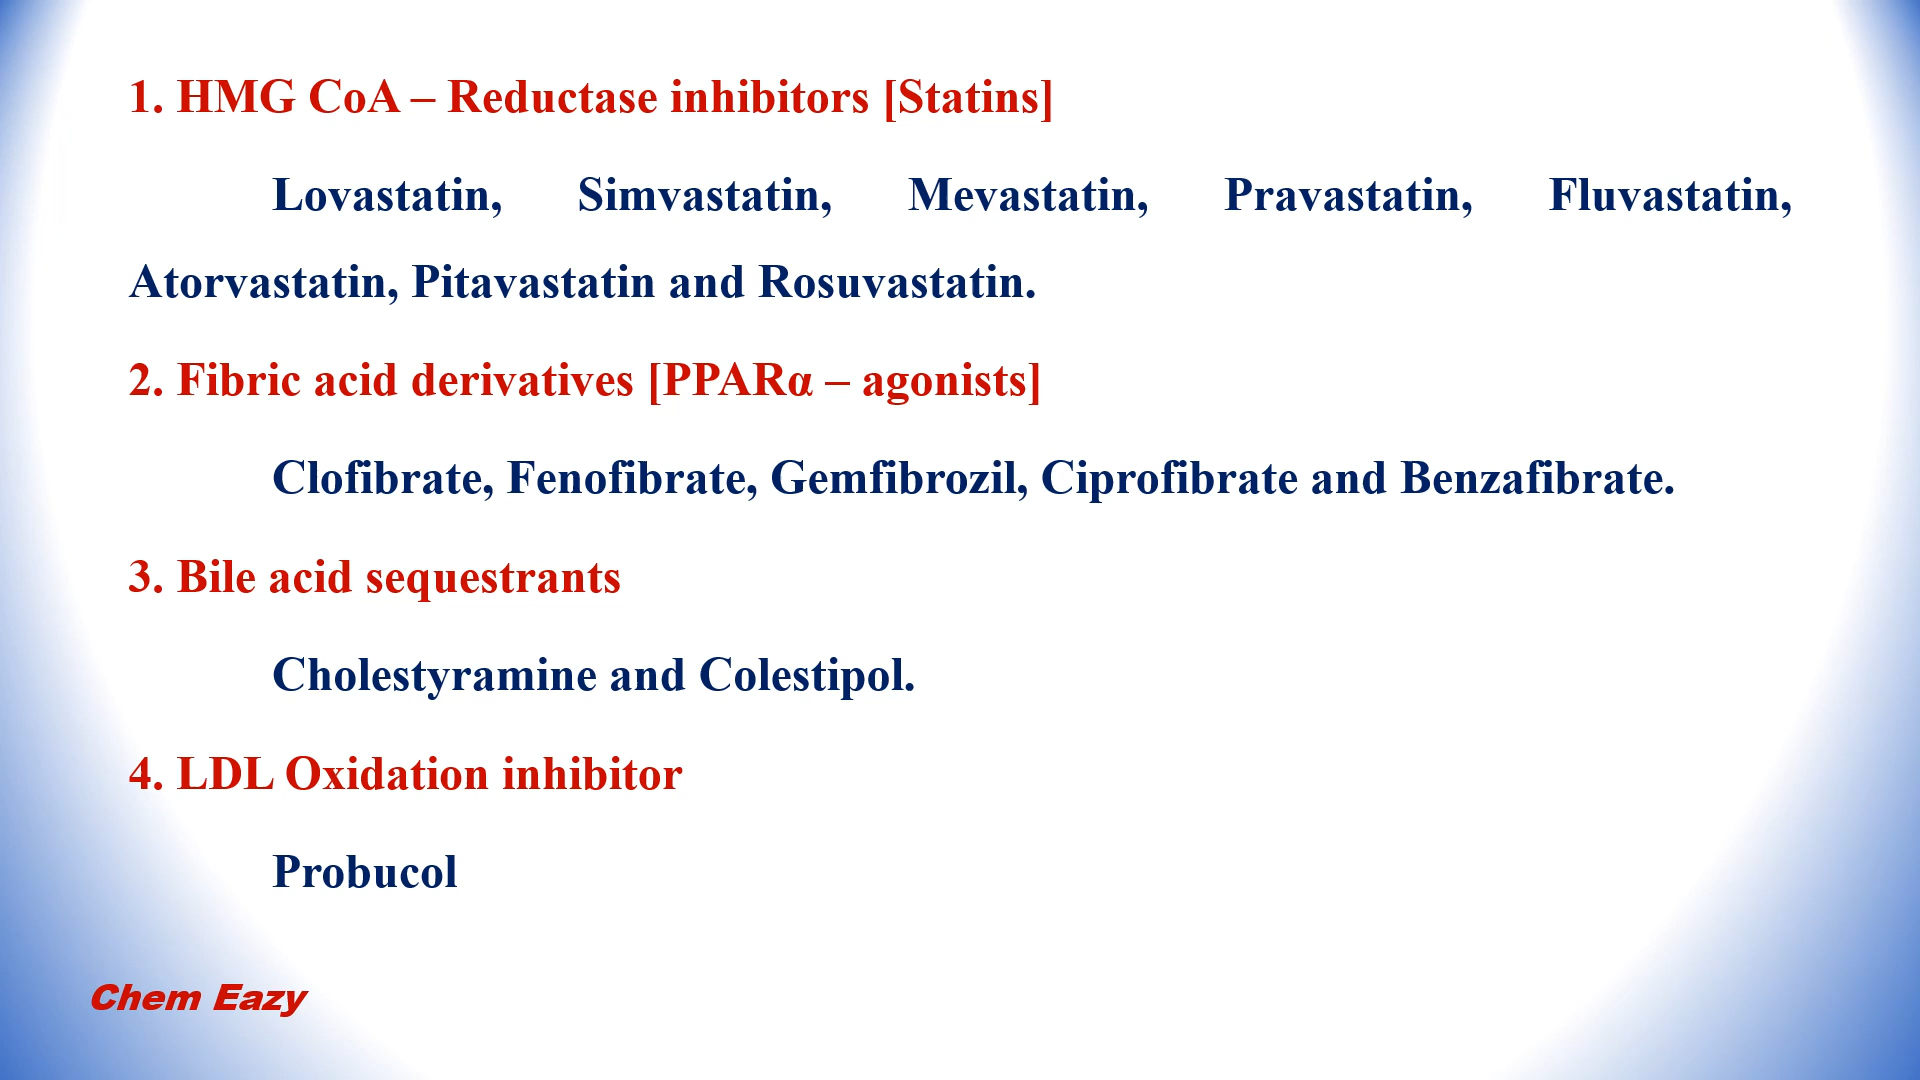 1. HMG CoA – Reductase inhibitors [Statins]
Lovastatin, Simvastatin, Mevastatin, Pravastatin, Fluvastatin,
Atorvastatin, Pitavastatin and Rosuvastatin.
2. Fibric acid derivatives [PPARα – agonists]
Clofibrate, Fenofibrate, Gemfibrozil, Ciprofibrate and Benzafibrate.
3. Bile acid sequestrants
Cholestyramine and Colestipol.
4. LDL Oxidation inhibitor
Probucol
Chem Eazy